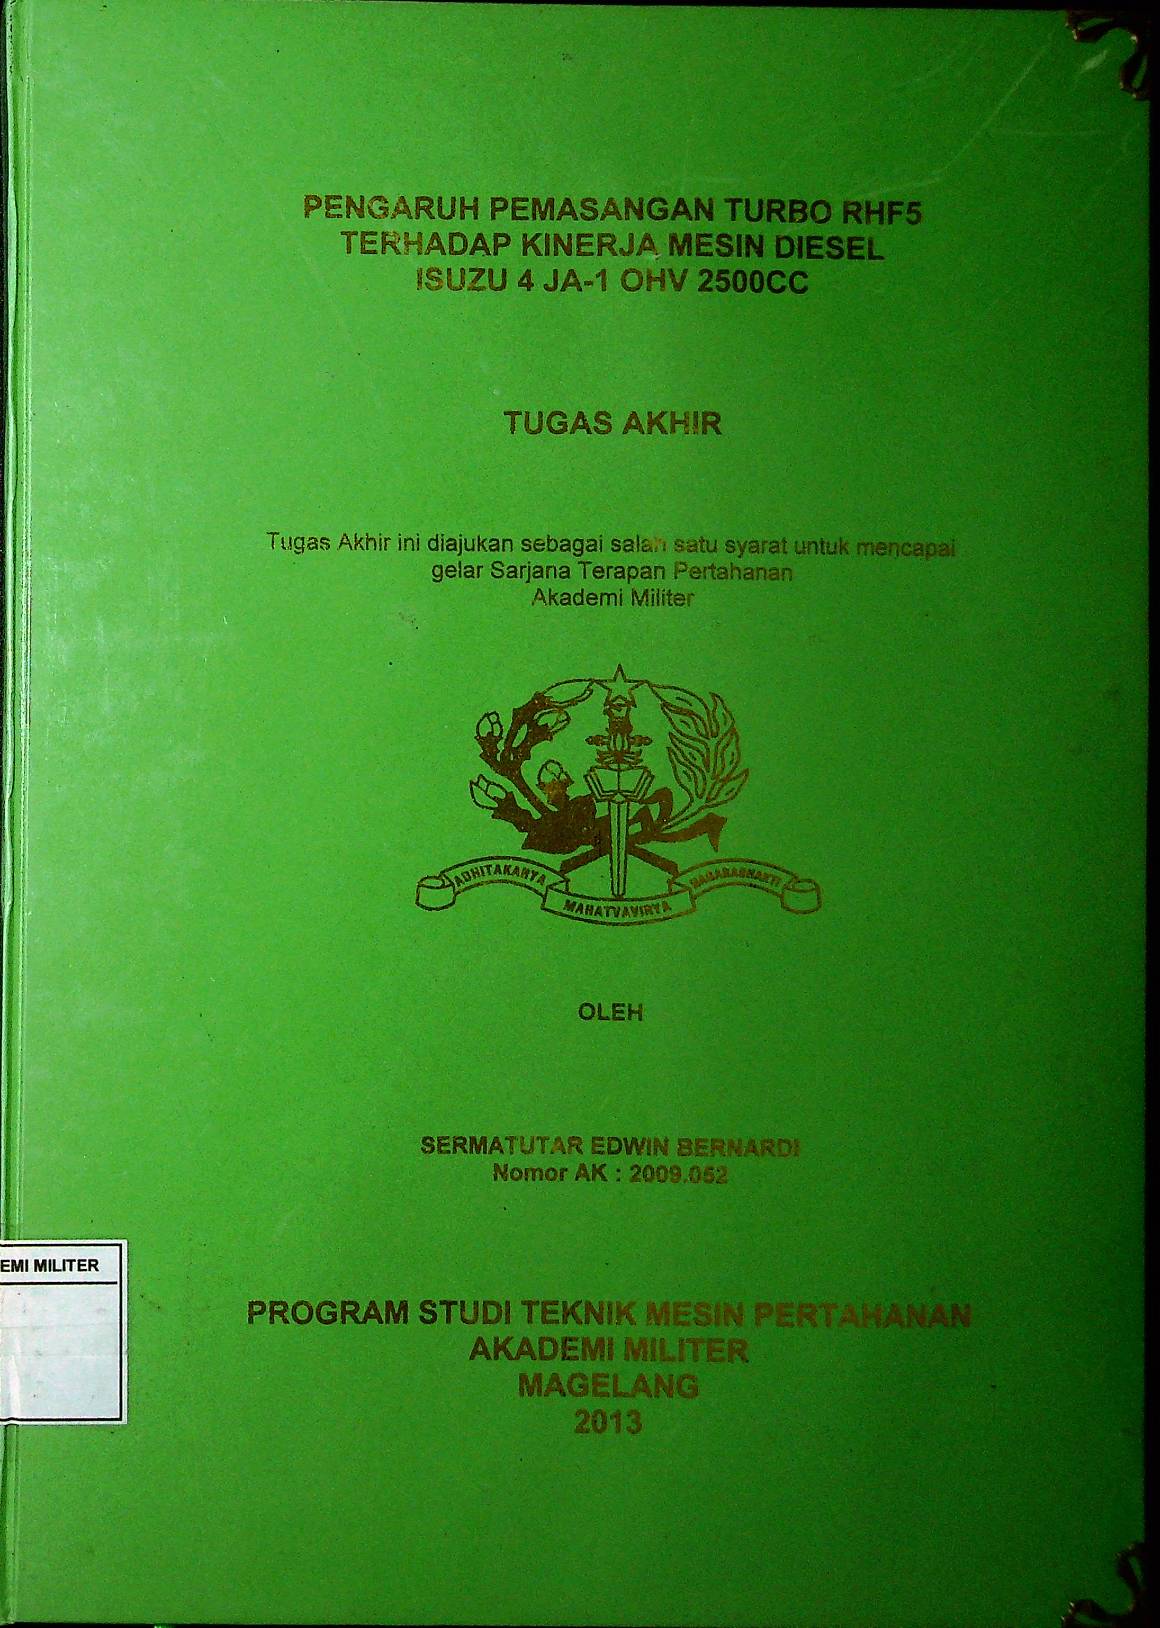 PENGARUH PEMASANGAN TURBO RHF5
TERHADAP KINERJA MESIN DIESEL
ISUZU 4 JA-1 OHV 2500CC
TUGAS AKHIR
Tugas Akhir ini diajukan sebagai salah satu syarat untuk mencapai
gelar Sarjana Terapan Pertahanan
Akademi Militer
ADHITAKARYA
MAHATVAVIRYA
NAGARABHAKTI
OLEH
SERMATUTAR EDWIN BERNARDI
Nomor AK : 2009.052
EMI MILITER
PROGRAM STUDI TEKNIK MESIN PERTAHANAN
AKADEMI MILITER
MAGELANG
2013